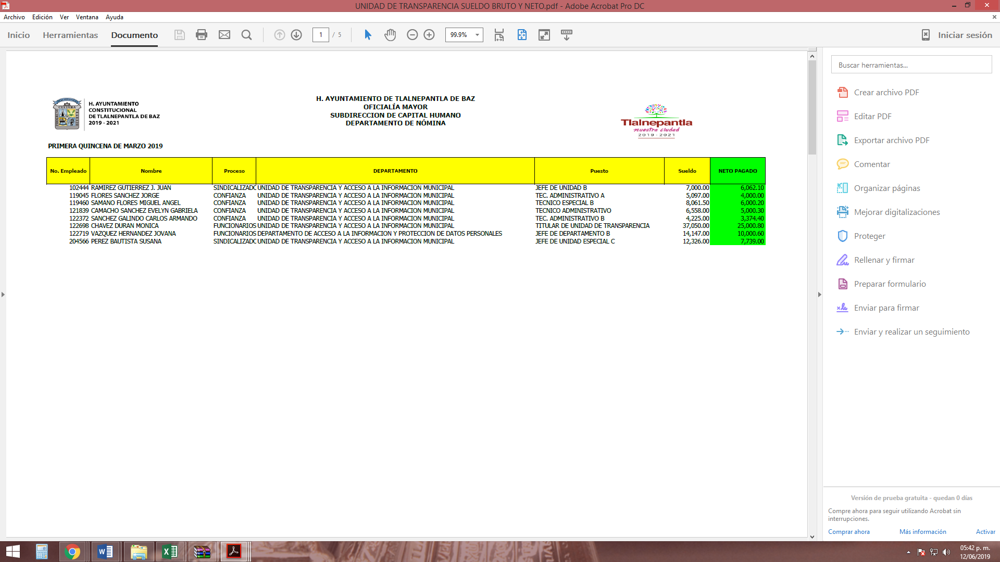 UNIDAD DE TRANSPARENCIA SUELDO BRUTO Y NETO.pdf - Adobe Acrobat Pro DC
Archivo Edición Ver Ventana Ayuda
Inicio Herramientas Documento 1 / 5 99.9% Iniciar sesión
H. AYUNTAMIENTO
CONSTITUCIONAL
DE TLALNEPANTLA DE BAZ
2019 - 2021
H. AYUNTAMIENTO DE TLALNEPANTLA DE BAZ
OFICIALÍA MAYOR
SUBDIRECCION DE CAPITAL HUMANO
DEPARTAMENTO DE NÓMINA
Tlalnepantla
nuestra ciudad
2019 - 2021
PRIMERA QUINCENA DE MARZO 2019
No. Empleado Nombre Proceso DEPARTAMENTO Puesto Sueldo NETO PAGADO
102444 RAMIREZ GUTIERREZ J. JUAN SINDICALIZADO UNIDAD DE TRANSPARENCIA Y ACCESO A LA INFORMACION MUNICIPAL JEFE DE UNIDAD B 7,000.00 6,062.10
119045 FLORES SANCHEZ JORGE CONFIANZA UNIDAD DE TRANSPARENCIA Y ACCESO A LA INFORMACION MUNICIPAL TEC. ADMINISTRATIVO A 5,097.00 4,000.00
119460 SAMANO FLORES MIGUEL ANGEL CONFIANZA UNIDAD DE TRANSPARENCIA Y ACCESO A LA INFORMACION MUNICIPAL TECNICO ESPECIAL B 8,061.50 6,000.20
121839 CAMACHO SANCHEZ EVELYN GABRIELA CONFIANZA UNIDAD DE TRANSPARENCIA Y ACCESO A LA INFORMACION MUNICIPAL TECNICO ADMINISTRATIVO 6,558.00 5,000.30
122372 SANCHEZ GALINDO CARLOS ARMANDO CONFIANZA UNIDAD DE TRANSPARENCIA Y ACCESO A LA INFORMACION MUNICIPAL TEC. ADMINISTRATIVO B 4,225.00 3,374.40
122698 CHAVEZ DURAN MONICA FUNCIONARIOS UNIDAD DE TRANSPARENCIA Y ACCESO A LA INFORMACION MUNICIPAL TITULAR DE UNIDAD DE TRANSPARENCIA 37,050.00 25,000.80
122719 VAZQUEZ HERNANDEZ JOVANA FUNCIONARIOS DEPARTAMENTO DE ACCESO A LA INFORMACION Y PROTECCION DE DATOS PERSONALES JEFE DE DEPARTAMENTO B 14,147.00 10,000.60
204566 PEREZ BAUTISTA SUSANA SINDICALIZADO UNIDAD DE TRANSPARENCIA Y ACCESO A LA INFORMACION MUNICIPAL JEFE DE UNIDAD ESPECIAL C 12,326.00 7,739.00
Buscar herramientas...
Crear archivo PDF
Editar PDF
Exportar archivo PDF
Comentar
Organizar páginas
Mejorar digitalizaciones
Proteger
Rellenar y firmar
Preparar formulario
Enviar para firmar
Enviar y realizar un seguimiento
Versión de prueba gratuita - quedan 0 días
Compre ahora para seguir utilizando Acrobat sin
interrupciones.
Comprar ahora Más información Activar
05:42 p. m.
12/06/2019